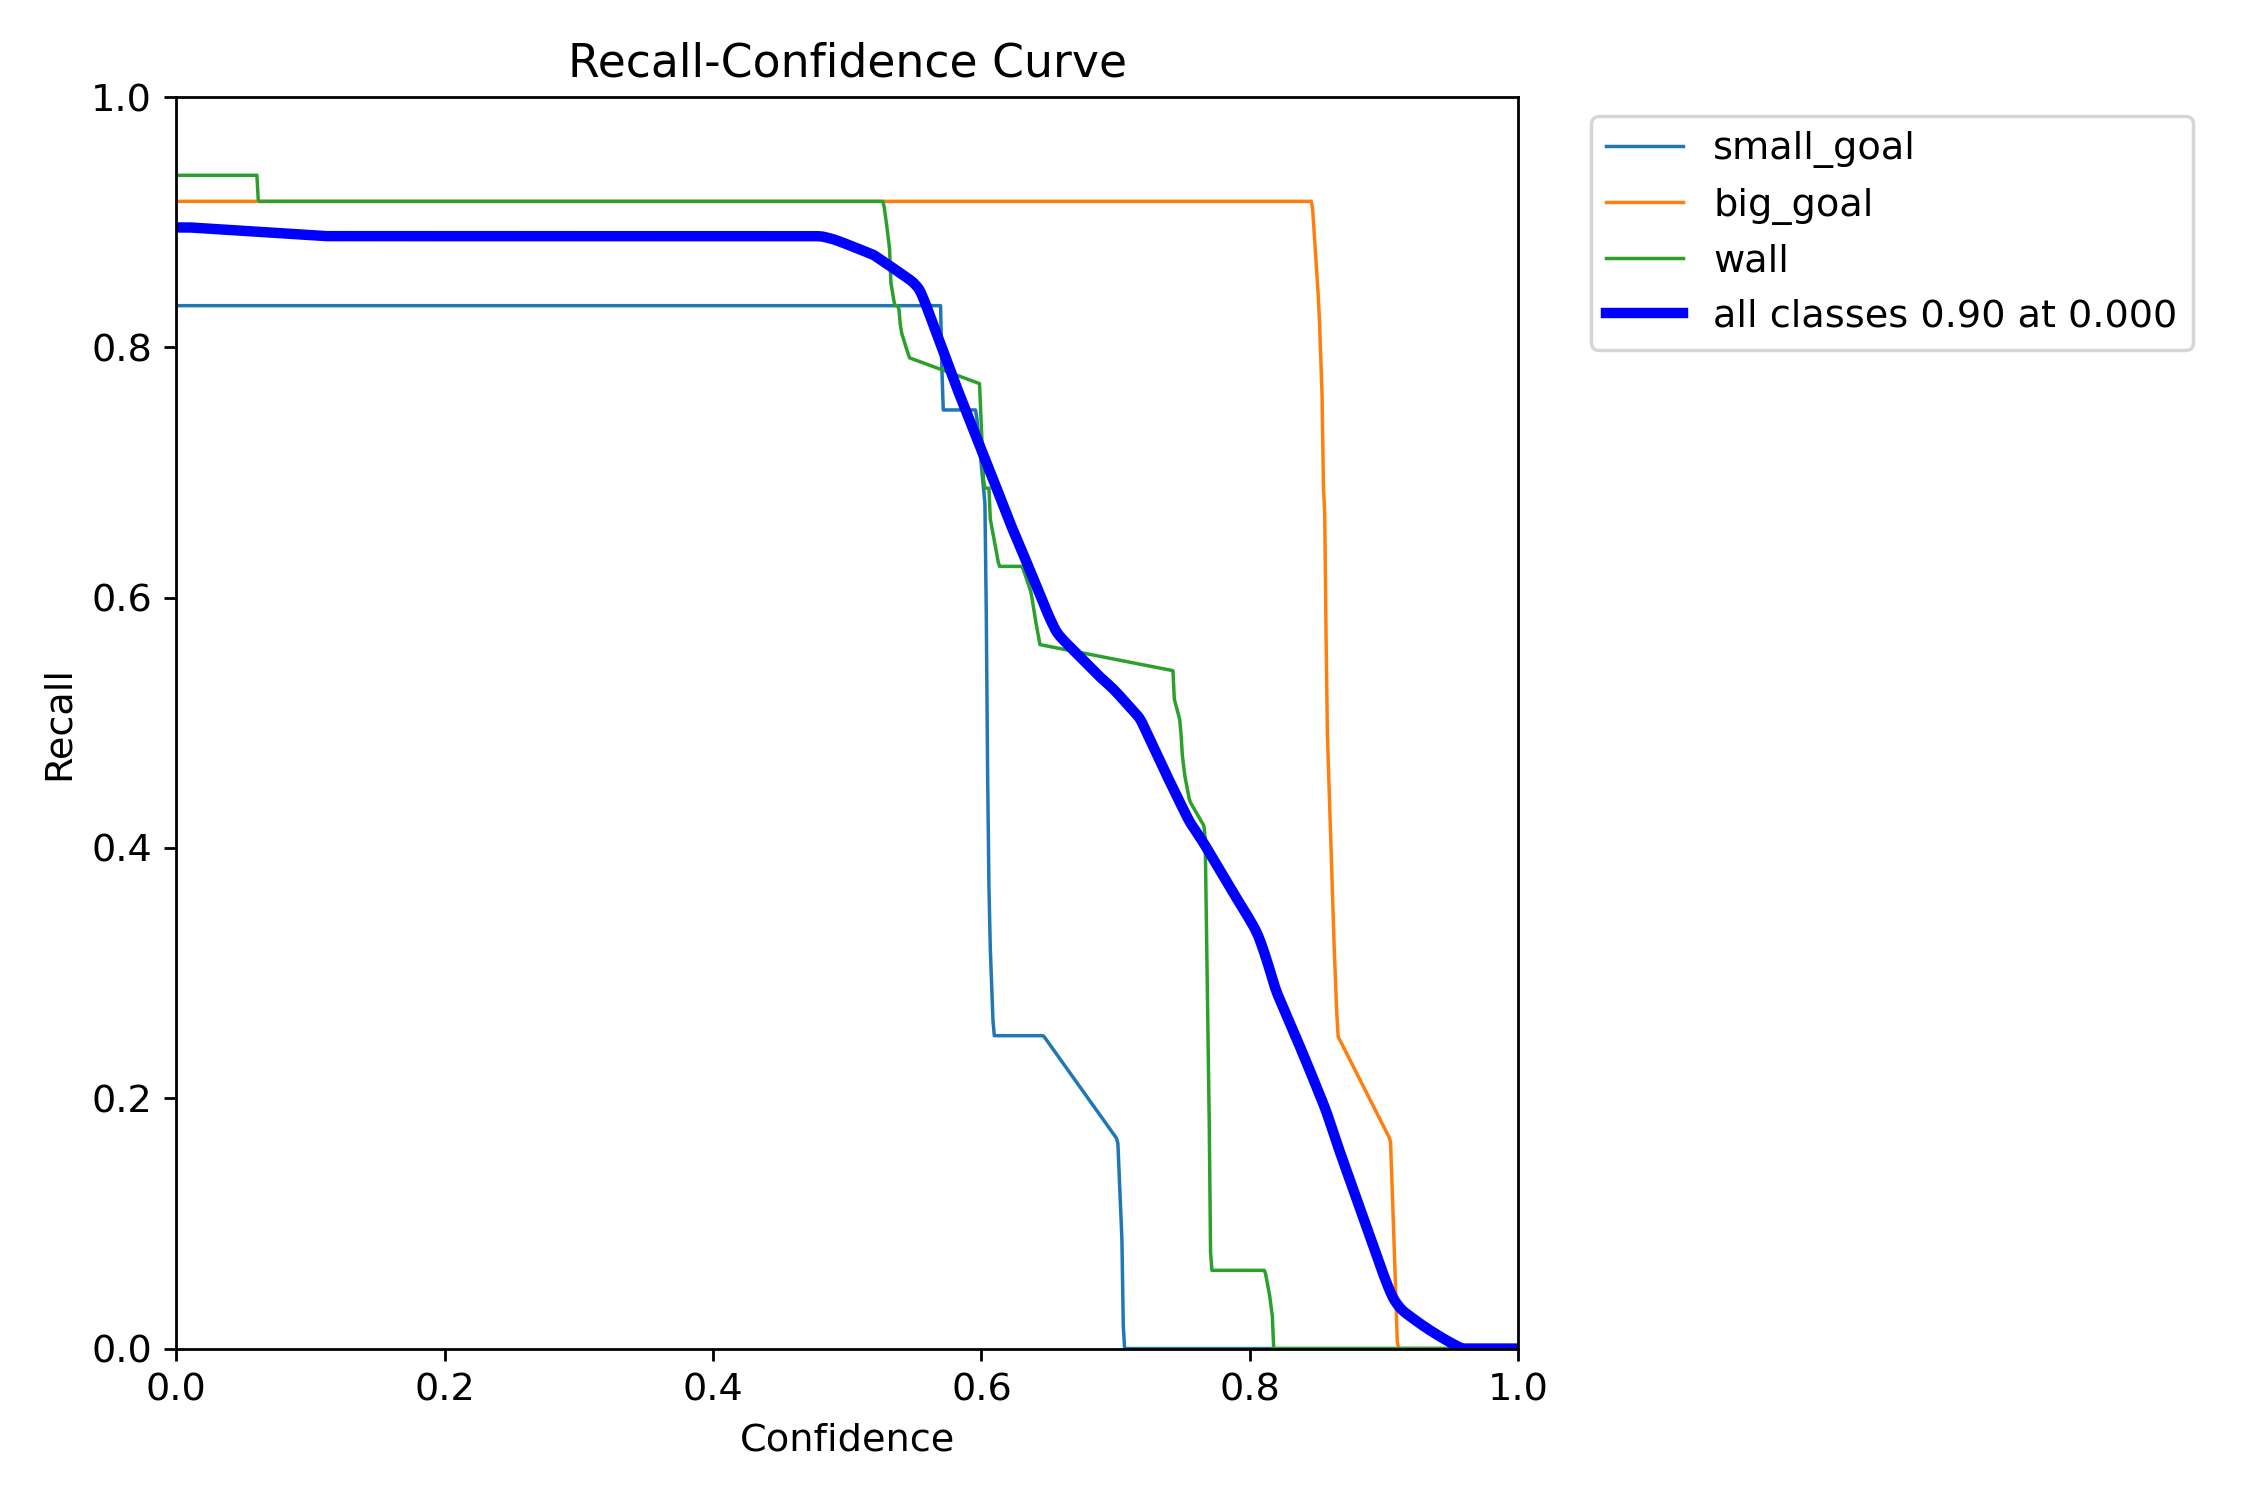 Recall-Confidence Curve
1.0
0.8
0.6
0.4
0.2
0.0
Recall
0.0 0.2 0.4 0.6 0.8 1.0
Confidence
small_goal
big_goal
wall
all classes 0.90 at 0.000